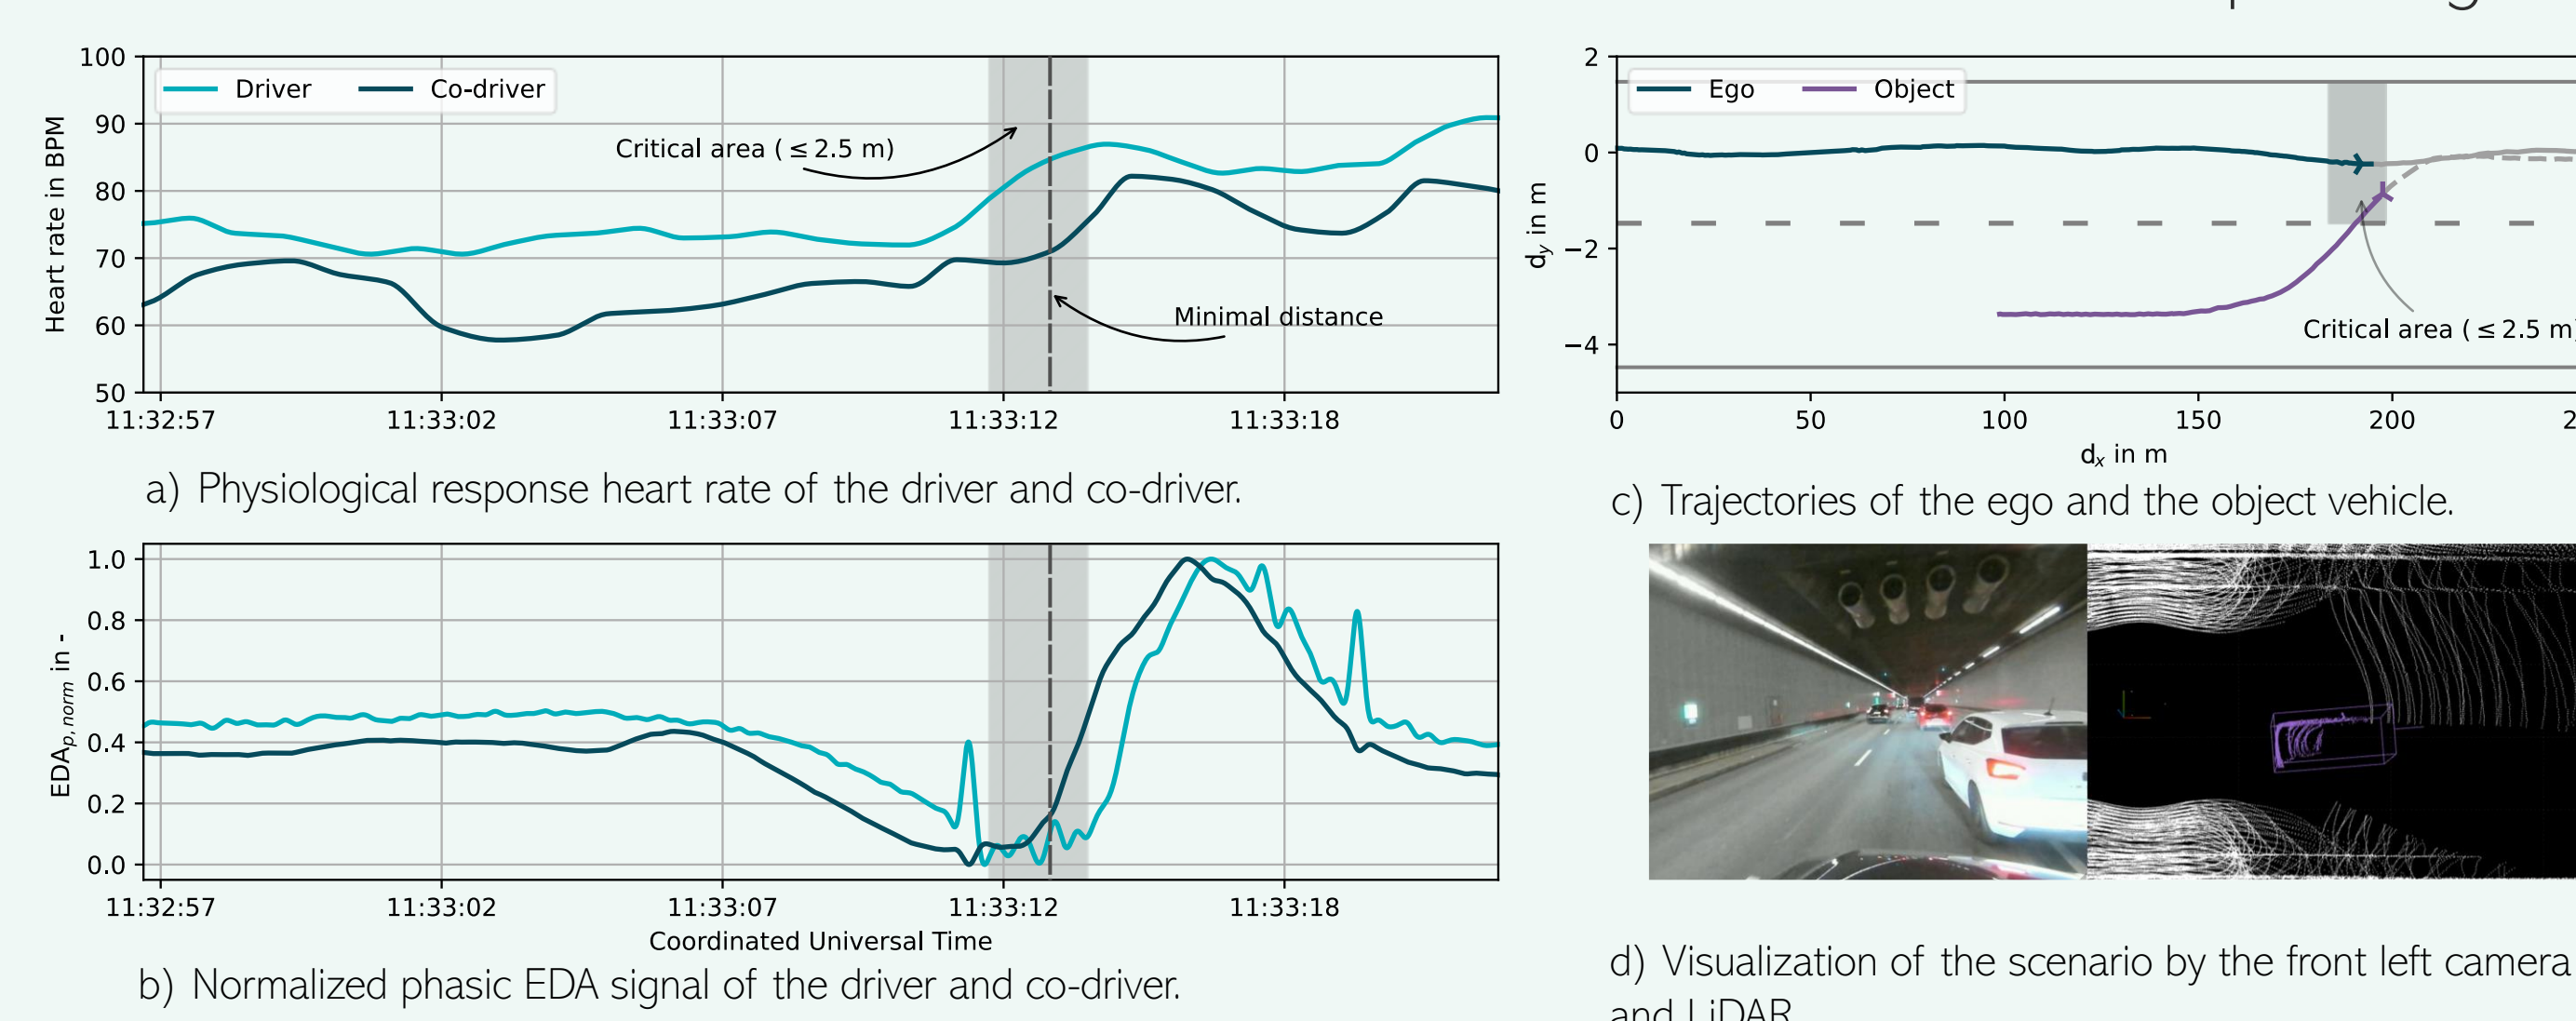 100
90
80
70
60
50
Heart rate in BPM
Driver
Co-driver
Critical area (≤2.5 m)
Minimal distance
11:32:57
11:33:02
11:33:07
11:33:12
11:33:18
a) Physiological response heart rate of the driver and co-driver.
1.0
0.8
0.6
0.4
0.2
0.0
EDAp, norm in -
11:32:57
11:33:02
11:33:07
11:33:12
11:33:18
Coordinated Universal Time
b) Normalized phasic EDA signal of the driver and co-driver.
2
0
−2
−4
dy in m
Ego
Object
Critical area (≤2.5 m
0
50
100
150
200
dx in m
c) Trajectories of the ego and the object vehicle.
d) Visualization of the scenario by the front left camera
and LiDAR